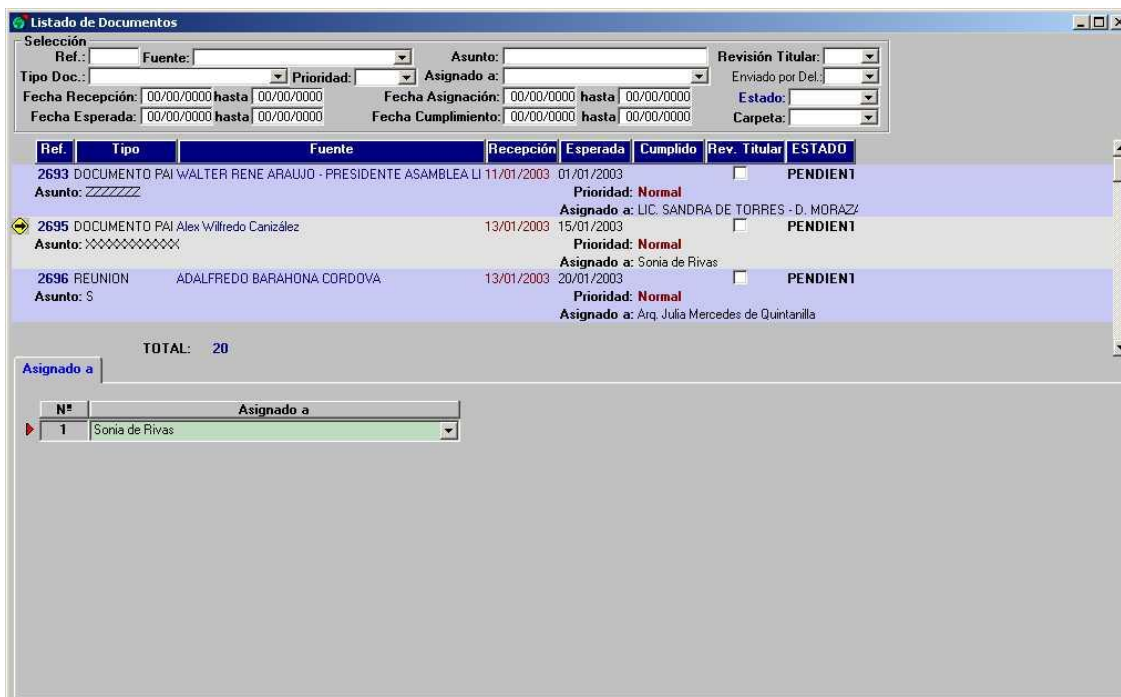 Listado de Documentos
Selección
Ref.: Fuente: Asunto: Revisión Titular:
Tipo Doc.: Prioridad: Asignado a: Enviado por Del.:
Fecha Recepción: 00/00/0000 hasta 00/00/0000 Fecha Asignación: 00/00/0000 hasta 00/00/0000 Estado:
Fecha Esperada: 00/00/0000 hasta 00/00/0000 Fecha Cumplimiento: 00/00/0000 hasta 00/00/0000 Carpeta:
Ref. Tipo Fuente Recepción Esperada Cumplido Rev. Titular ESTADO
2693 DOCUMENTO PAI WALTER RENE ARAUJO - PRESIDENTE ASAMBLEA LI 11/01/2003 01/01/2003 PENDIENT
Asunto: ZZZZZZZ Prioridad: Normal
Asignado a: LIC. SANDRA DE TORRES - D. MORAZA
2695 DOCUMENTO PAI Alex Wilfredo Canizález 13/01/2003 15/01/2003 PENDIENT
Asunto: XXXXXXXXXXXX Prioridad: Normal
Asignado a: Sonia de Rivas
2696 REUNION ADALFREDO BARAHONA CORDOVA 13/01/2003 20/01/2003 PENDIENT
Asunto: S Prioridad: Normal
Asignado a: Arq. Julia Mercedes de Quintanilla
TOTAL: 20
Asignado a
Nº Asignado a
1 Sonia de Rivas